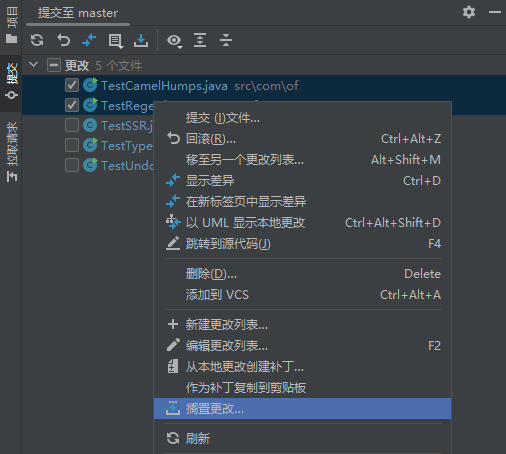 项目
提交
拉取请求
提交至 master
更改 5 个文件
TestCamelHumps.java src\com\of
TestRege
TestSSR.j
TestType
TestUndo
提交 (I)文件...
回滚(R)... Ctrl+Alt+Z
移至另一个更改列表... Alt+Shift+M
显示差异 Ctrl+D
在新标签页中显示差异
以 UML 显示本地更改 Ctrl+Alt+Shift+D
跳转到源代码(J) F4
删除(D)... Delete
添加到 VCS Ctrl+Alt+A
新建更改列表...
编辑更改列表... F2
从本地更改创建补丁...
作为补丁复制到剪贴板
搁置更改...
刷新